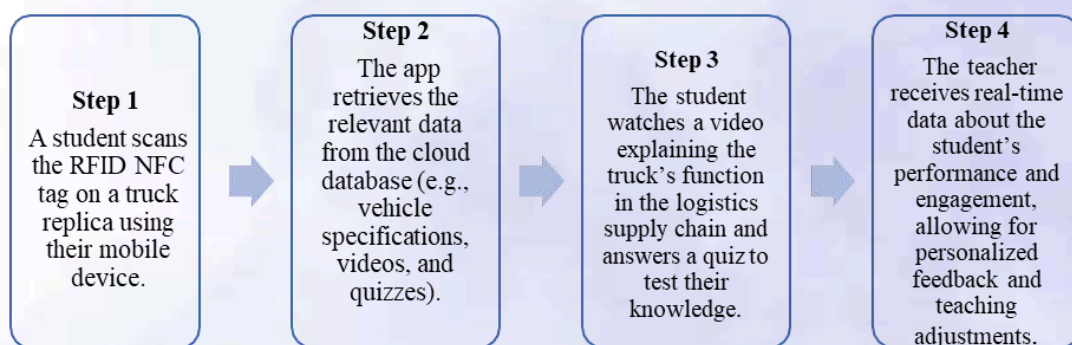 Step 1
A student scans
the RFID NFC
tag on a truck
replica using
their mobile
device.
Step 2
The app
retrieves the
relevant data
from the cloud
database (e.g.,
vehicle
specifications,
videos, and
quizzes).
Step 3
The student
watches a video
explaining the
truck's function
in the logistics
supply chain and
answers a quiz to
test their
knowledge.
Step 4
The teacher
receives real-time
data about the
student's
performance and
engagement,
allowing for
personalized
feedback and
teaching
adjustments.